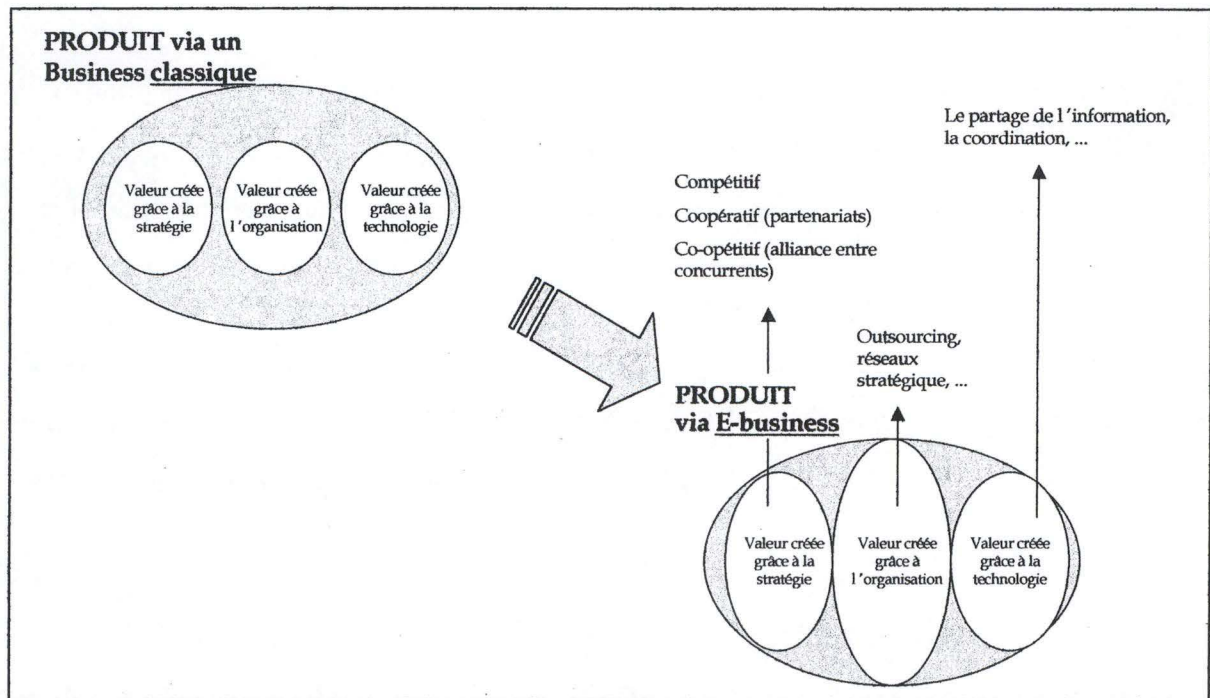 PRODUIT via un
Business classique
Valeur créée
grâce à la
stratégie
Valeur créée
grâce à
l'organisation
Valeur créée
grâce à la
technologie
Le partage de l'information,
la coordination, ...
Compétitif
Coopératif (partenariats)
Co-opétitif (alliance entre
concurrents)
Outsourcing,
réseaux
stratégique, ...
PRODUIT
via E-business
Valeur créée
grâce à la
stratégie
Valeur créée
grâce à
l'organisation
Valeur créée
grâce à la
technologie